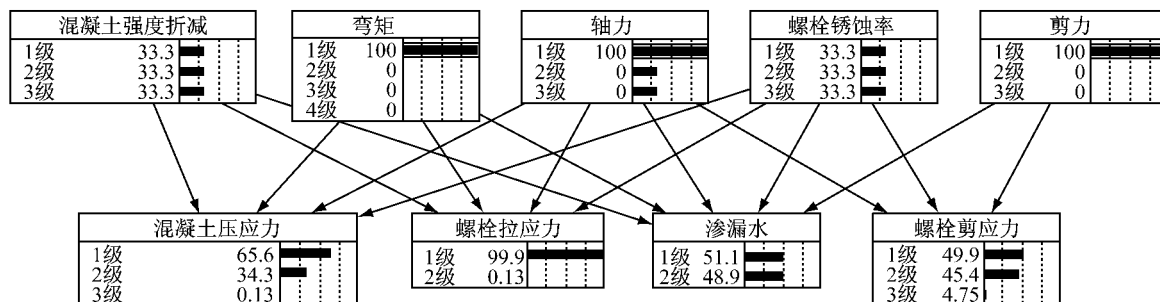 混凝土强度折减
1级 33.3
2级 33.3
3级 33.3
弯矩
1级 100
2级 0
3级 0
4级 0
轴力
1级 100
2级 0
3级 0
螺栓锈蚀率
1级 33.3
2级 33.3
3级 33.3
剪力
1级 100
2级 0
3级 0
混凝土压应力
1级 65.6
2级 34.3
3级 0.13
螺栓拉应力
1级 99.9
2级 0.13
渗漏水
1级 51.1
2级 48.9
螺栓剪应力
1级 49.9
2级 45.4
3级 4.75